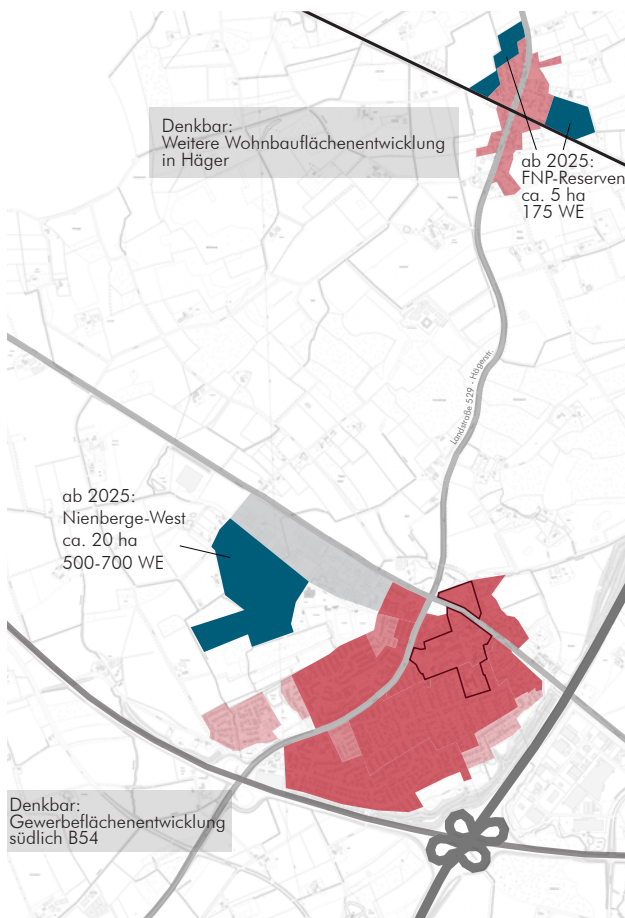 Denkbar:
Weitere Wohnbauflächenentwicklung
in Häger
ab 2025:
FNP-Reserven
ca. 5 ha
175 WE
Landstraße 529 - Hägerstr.
ab 2025:
Nienberge-West
ca. 20 ha
500-700 WE
Denkbar:
Gewerbeflächenentwicklung
südlich B54